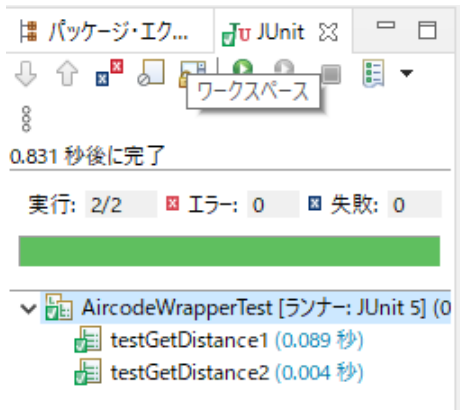 パッケージ・エク... JUnit
ワークスペース
0.831 秒後に完了
実行: 2/2 エラー: 0 失敗: 0
AircodeWrapperTest [ランナー: JUnit 5] (0
testGetDistance1 (0.089 秒)
testGetDistance2 (0.004 秒)